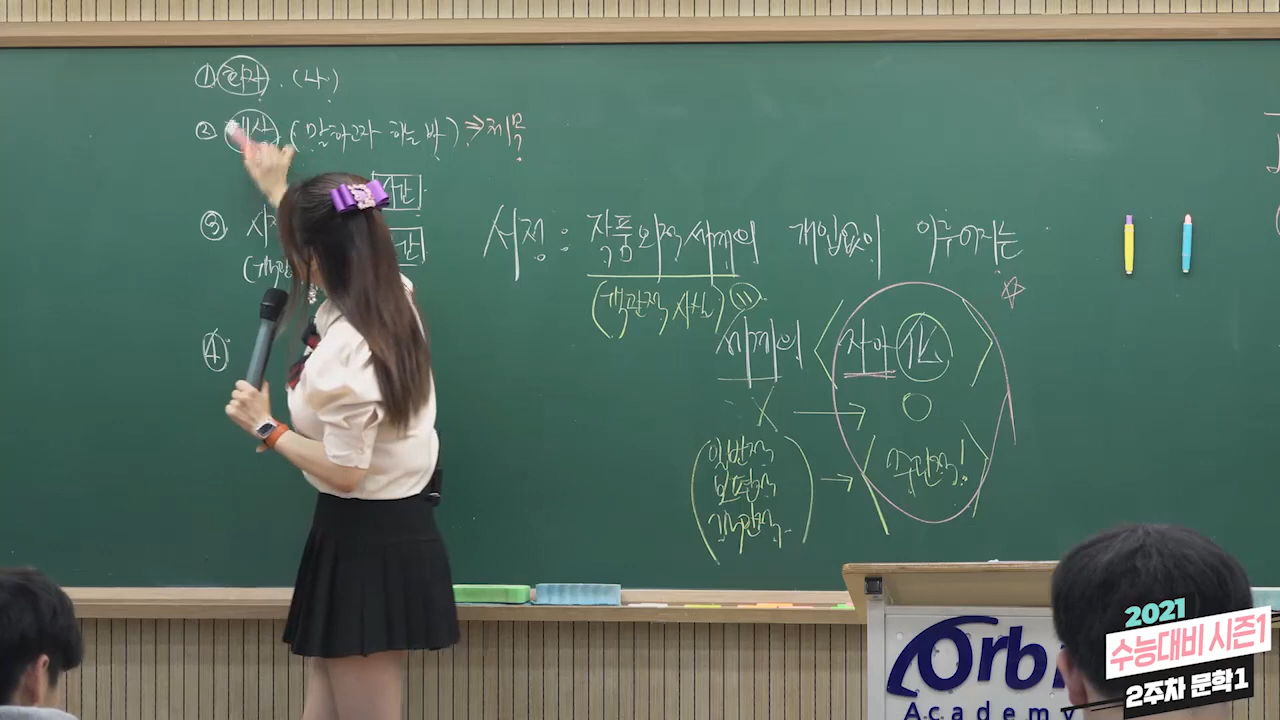 ① 화자 (나)
② 대상 (말하고자 하는 바) ⇒ 제목
③
④
서정 : 작품외적 세계의 개입없이 이루어지는
(객관적 사실) 〃
세계의 〈자아 化〉 ☆
X → ○
일반적
보편적 → 〈주관적!〉
객관적
Orbi
Academy
2021
수능대비 시즌1
2주차 문학1